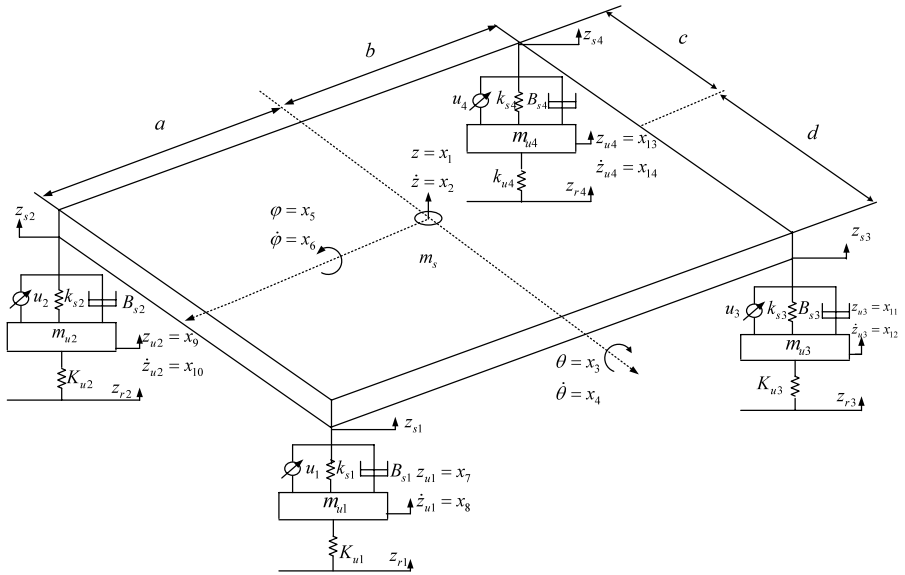 z_{s4}
c
b
a
d
u_4 k_{s4} B_{s4}
m_{u4}
z_{u4} = x_{13}
ż_{u4} = x_{14}
k_{u4}
z_{r4}
z = x_1
ż = x_2
φ = x_5
φ̇ = x_6
m_s
z_{s2}
z_{s3}
u_2 k_{s2} B_{s2}
m_{u2}
z_{u2} = x_9
ż_{u2} = x_{10}
K_{u2}
z_{r2}
u_3 k_{s3} B_{s3}
z_{u3} = x_{11}
ż_{u3} = x_{12}
m_{u3}
K_{u3}
z_{r3}
θ = x_3
θ̇ = x_4
z_{s1}
u_1 k_{s1} B_{s1} z_{u1} = x_7
m_{u1} ż_{u1} = x_8
K_{u1}
z_{r1}